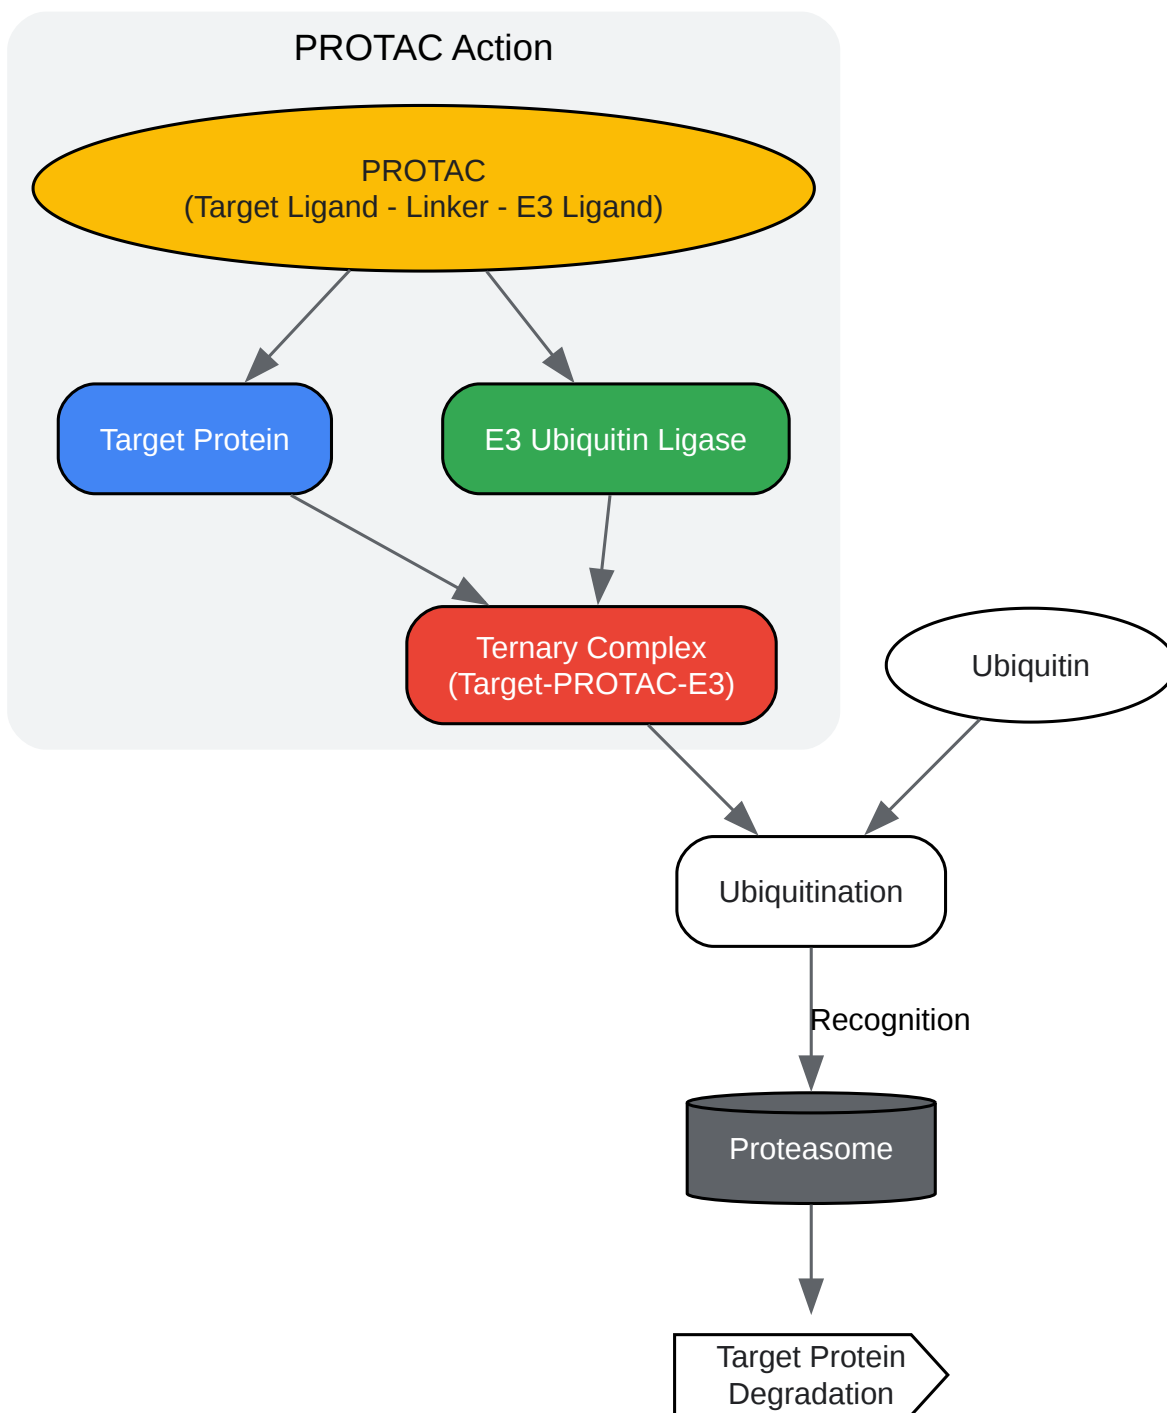 PROTAC Action
PROTAC
(Target Ligand - Linker - E3 Ligand)
Target Protein
E3 Ubiquitin Ligase
Ternary Complex
(Target-PROTAC-E3)
Ubiquitin
Ubiquitination
Recognition
Proteasome
Target Protein
Degradation